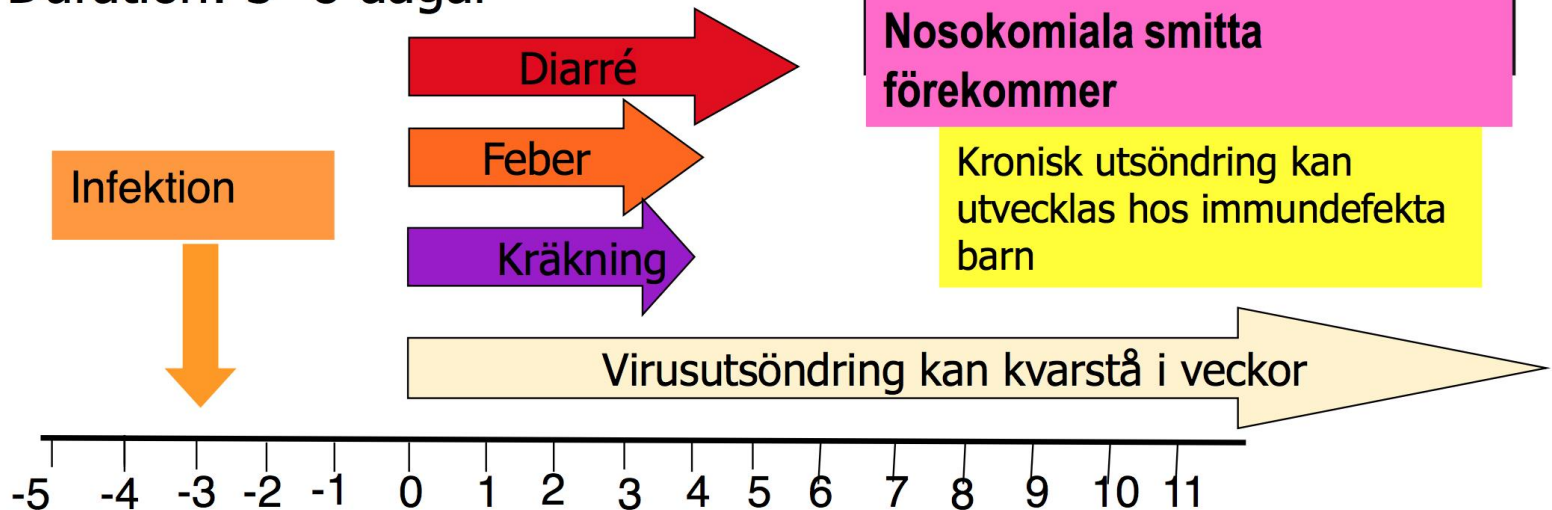 Diarré
Nosokomiala smitta
förekommer
Feber
Infektion
Kräkning
Kronisk utsöndring kan
utvecklas hos immundefekta
barn
Virusutsöndring kan kvarstå i veckor
-5 -4 -3 -2 -1 0 1 2 3 4 5 6 7 8 9 10 11